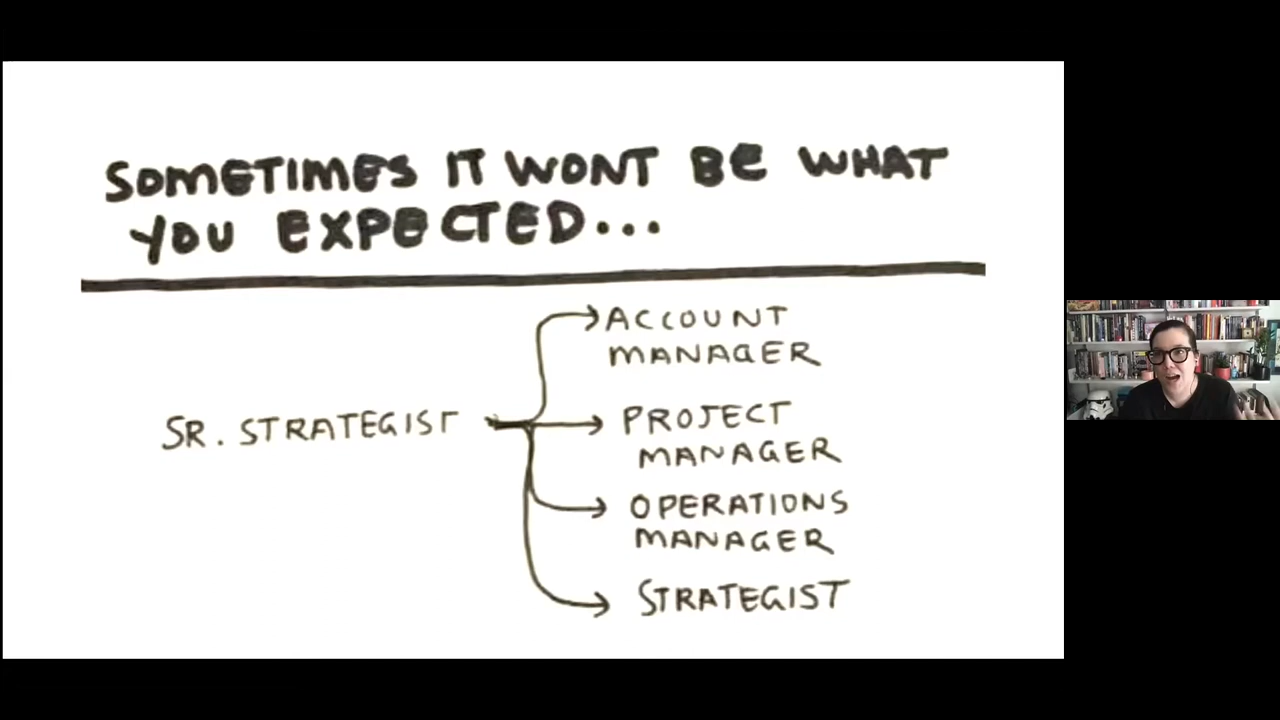 SOMETIMES IT WONT BE WHAT
YOU EXPECTED...
SR. STRATEGIST
ACCOUNT
MANAGER
PROJECT
MANAGER
OPERATIONS
MANAGER
STRATEGIST